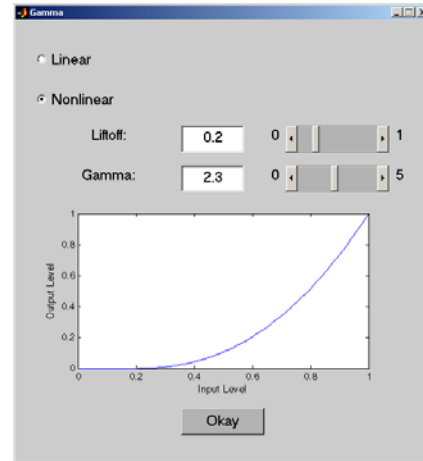 Gamma
Linear
Nonlinear
Liftoff: 0.2 0 1
Gamma: 2.3 0 5
1
0.8
0.6
0.4
0.2
0
Output Level
0 0.2 0.4 0.6 0.8 1
Input Level
Okay